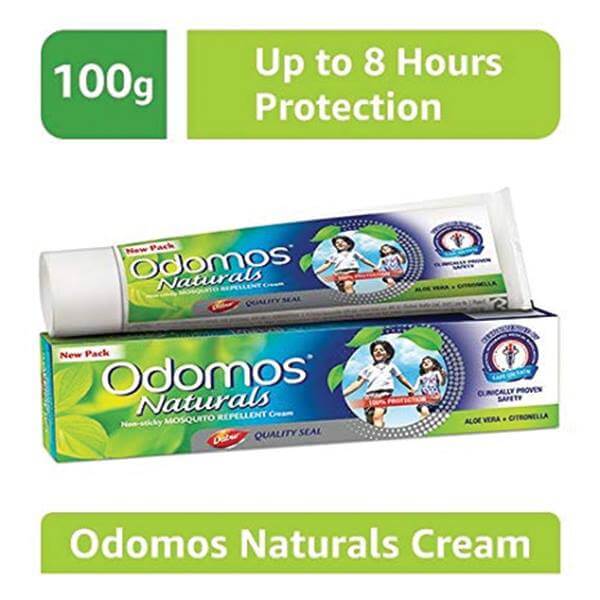 100g
Up to 8 Hours
Protection
New Pack
Odomos®
Naturals
Non-sticky MOSQUITO REPELLENT Cream
100% PROTECTION
Dabur QUALITY SEAL
CLINICALLY PROVEN
SAFETY
ALOE VERA + CITRONELLA
New Pack
Odomos®
Naturals
Non-sticky MOSQUITO REPELLENT Cream
100% PROTECTION
Dabur QUALITY SEAL
CLINICALLY PROVEN
SAFETY
ALOE VERA + CITRONELLA
Odomos Naturals Cream